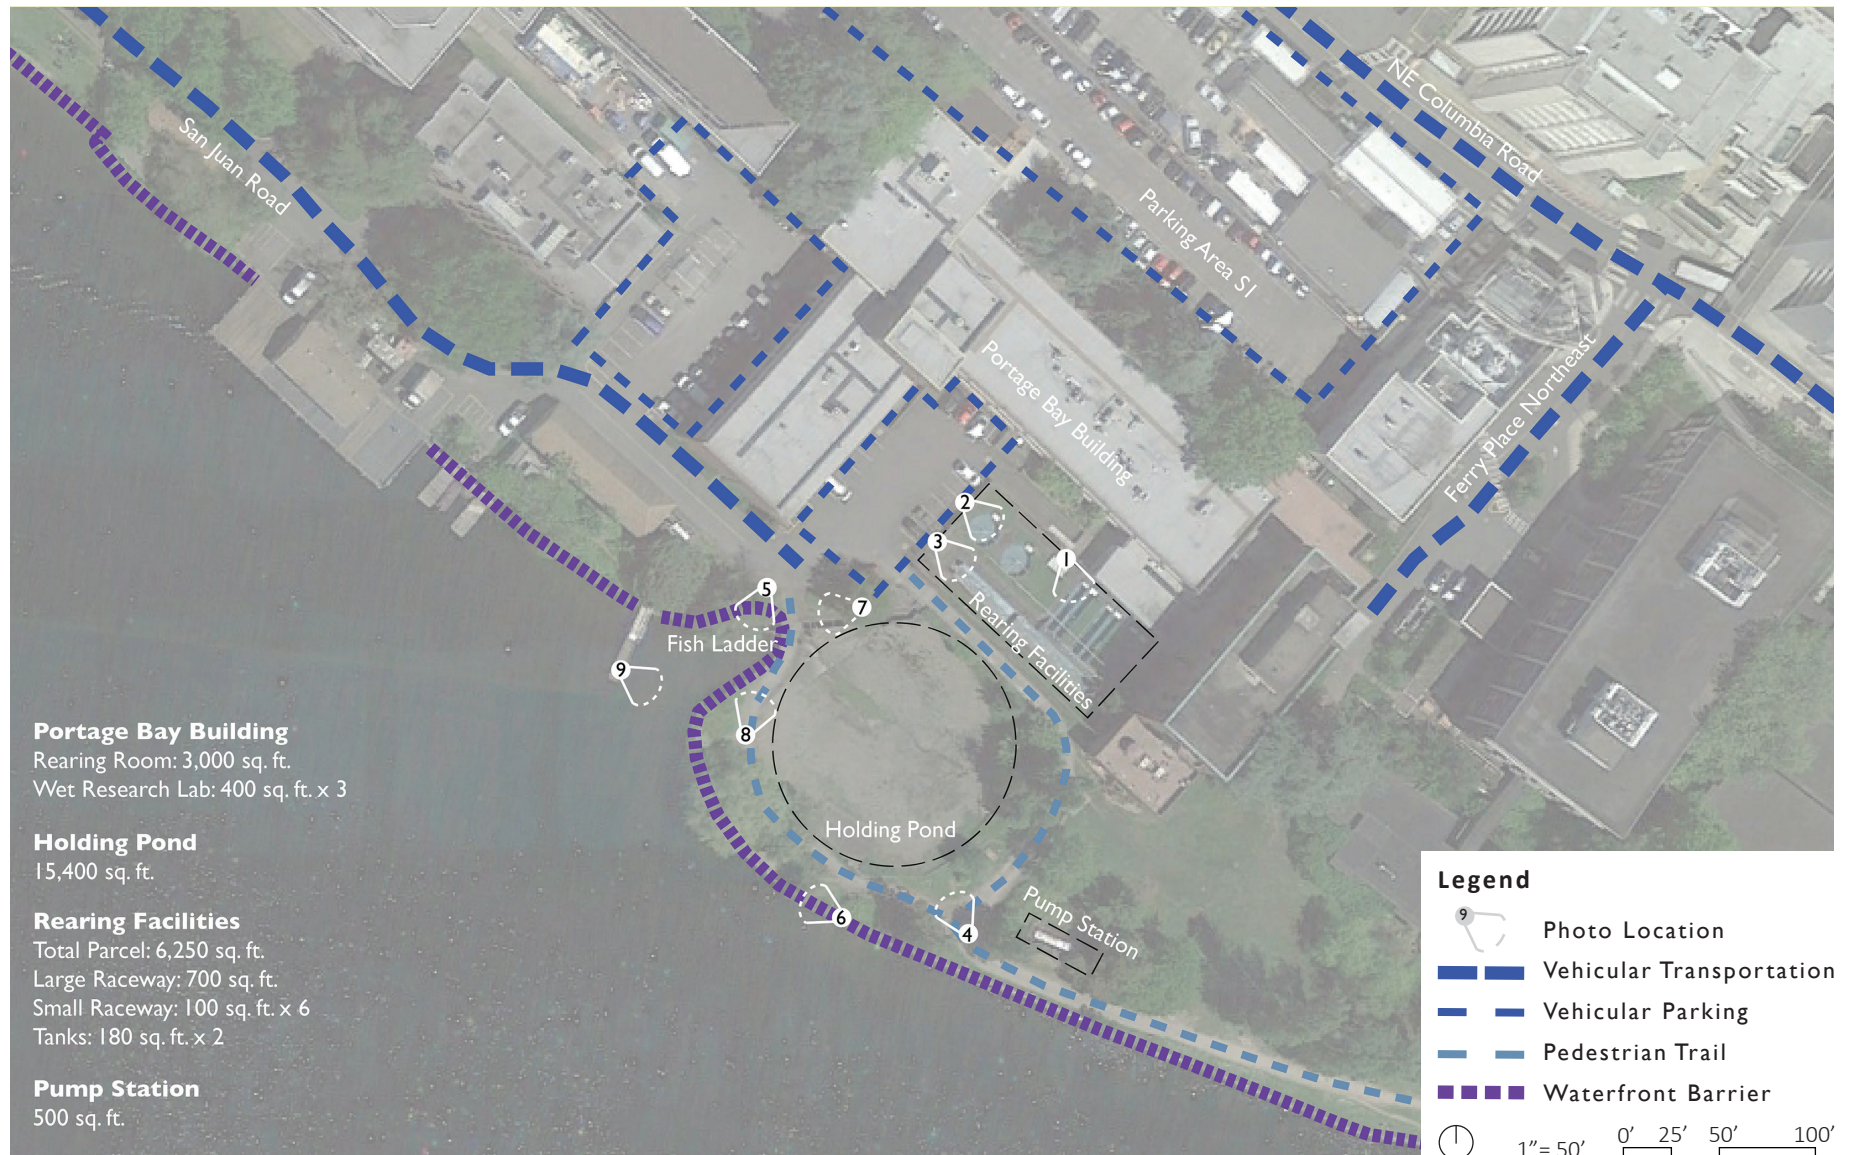 NE Columbia Road
San Juan Road
Parking Area S1
Portage Bay Building
Ferry Place Northeast
2
3
1
5
7
Rearing Facilities
Fish Ladder
9
8
Holding Pond
6
4
Pump Station
Portage Bay Building
Rearing Room: 3,000 sq. ft.
Wet Research Lab: 400 sq. ft. x 3
Holding Pond
15,400 sq. ft.
Rearing Facilities
Total Parcel: 6,250 sq. ft.
Large Raceway: 700 sq. ft.
Small Raceway: 100 sq. ft. x 6
Tanks: 180 sq. ft. x 2
Pump Station
500 sq. ft.
Legend
9 Photo Location
Vehicular Transportation
Vehicular Parking
Pedestrian Trail
Waterfront Barrier
1”= 50’ 0’ 25’ 50’ 100’